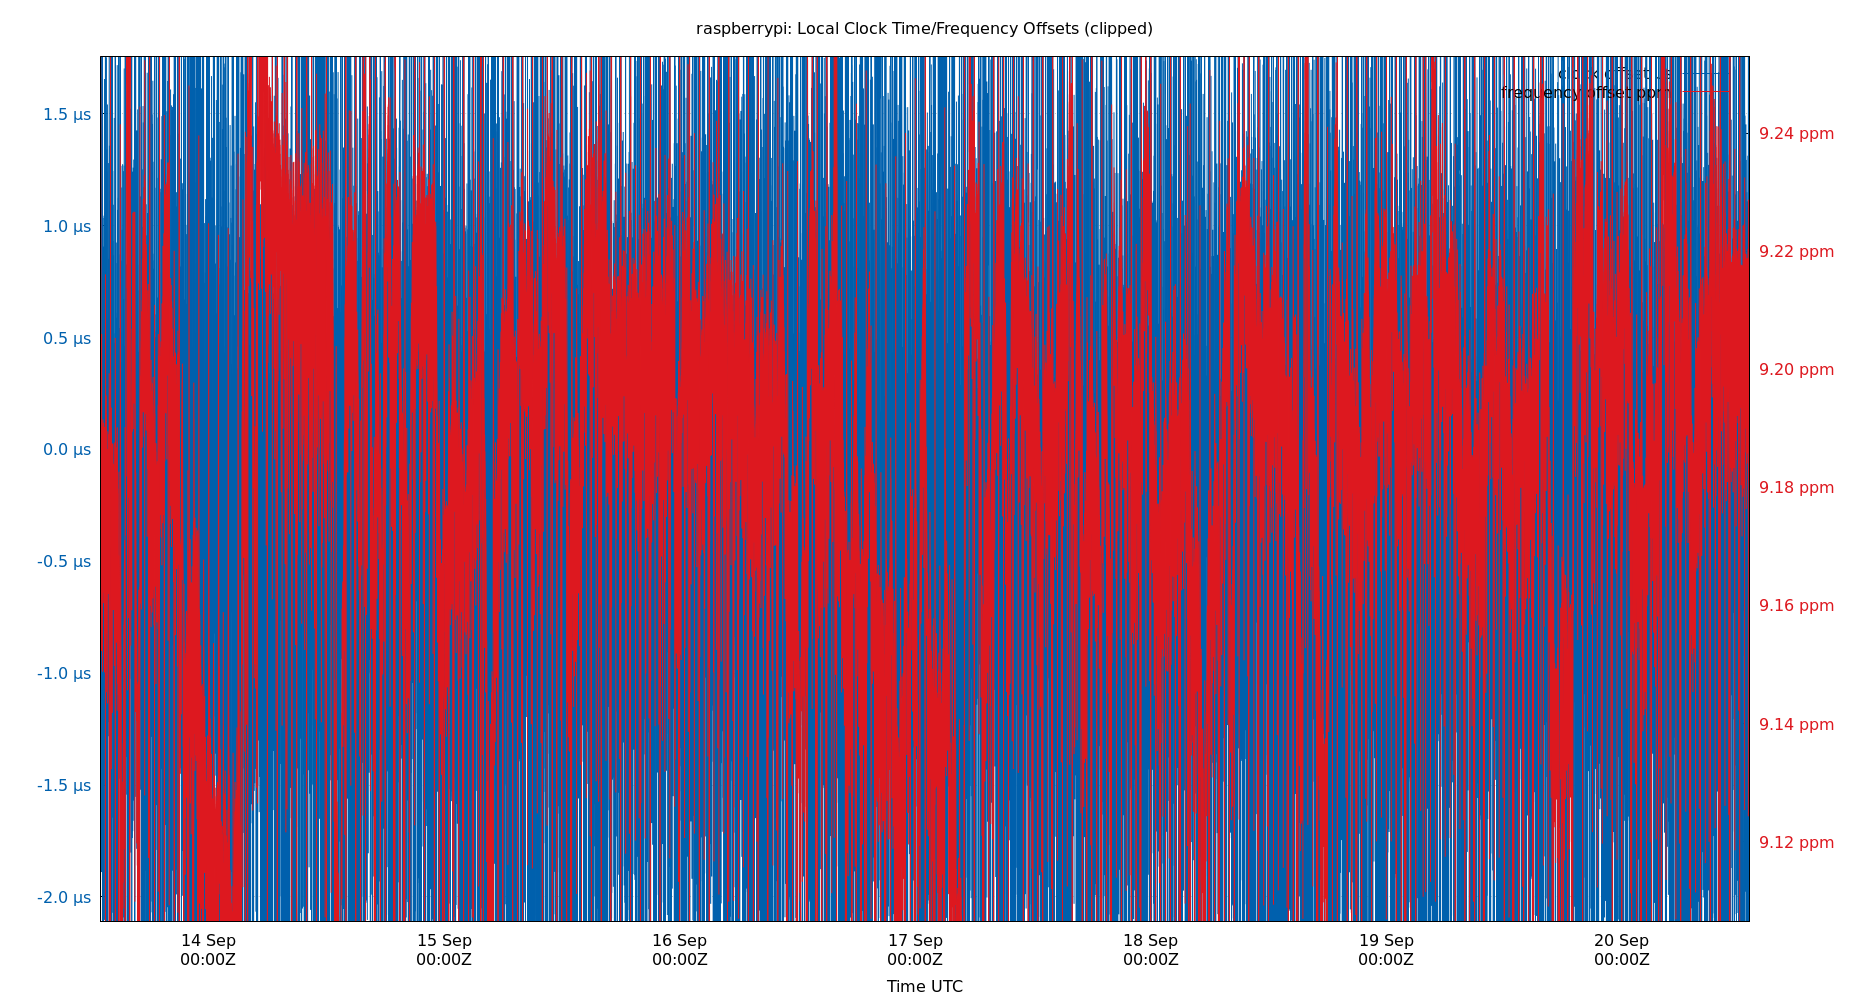 raspberrypi: Local Clock Time/Frequency Offsets (clipped)
clock offset µs
frequency offset ppm
1.5 µs
1.0 µs
0.5 µs
0.0 µs
-0.5 µs
-1.0 µs
-1.5 µs
-2.0 µs
9.24 ppm
9.22 ppm
9.20 ppm
9.18 ppm
9.16 ppm
9.14 ppm
9.12 ppm
14 Sep
00:00Z
15 Sep
00:00Z
16 Sep
00:00Z
17 Sep
00:00Z
18 Sep
00:00Z
19 Sep
00:00Z
20 Sep
00:00Z
Time UTC